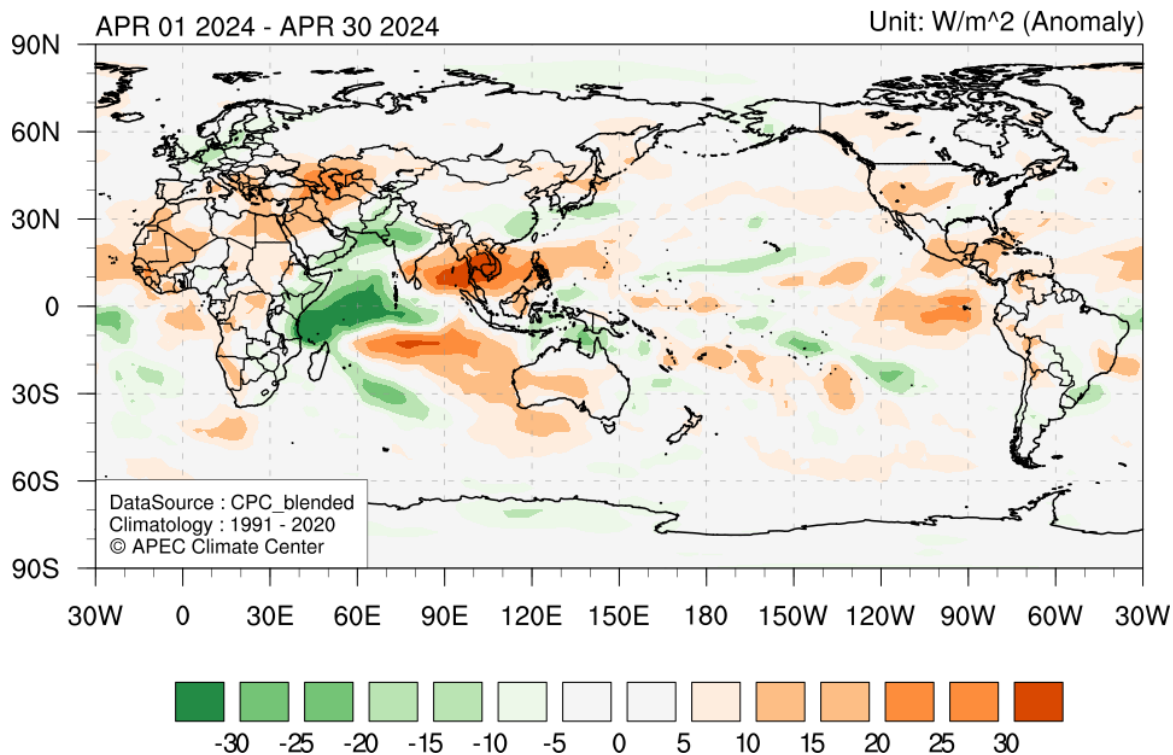 APR 01 2024 - APR 30 2024
Unit: W/m^2 (Anomaly)
90N
60N
30N
0
30S
60S
90S
DataSource : CPC_blended
Climatology : 1991 - 2020
© APEC Climate Center
30W 0 30E 60E 90E 120E 150E 180 150W 120W 90W 60W 30W
-30 -25 -20 -15 -10 -5 0 5 10 15 20 25 30